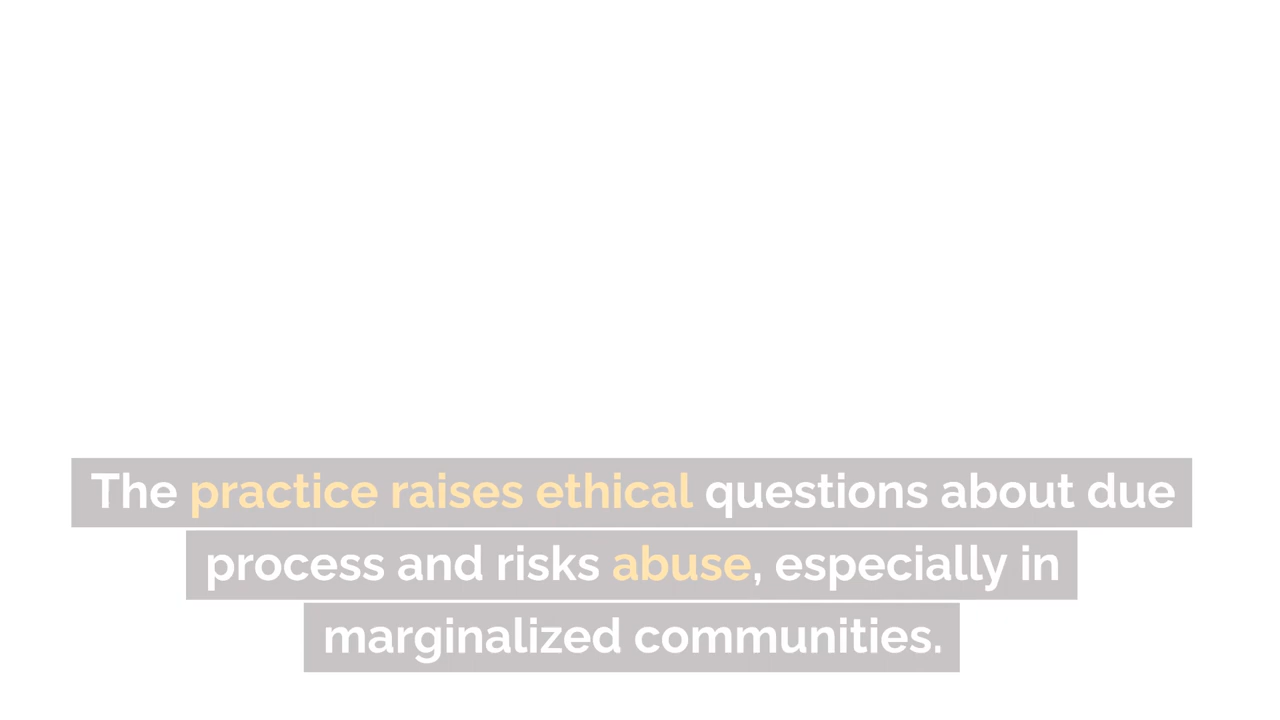 The practice raises ethical questions about due
process and risks abuse, especially in
marginalized communities.